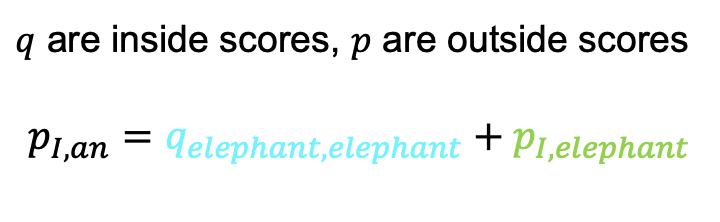 q are inside scores, p are outside scores
p_{I,an} = q_{elephant,elephant} + p_{I,elephant}